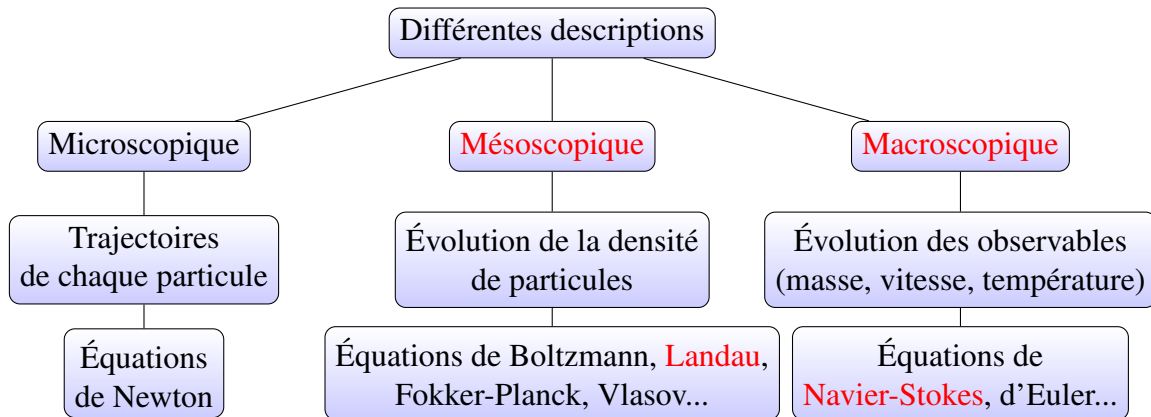 Différentes descriptions
Microscopique
Mésoscopique
Macroscopique
Trajectoires
de chaque particule
Évolution de la densité
de particules
Évolution des observables
(masse, vitesse, température)
Équations
de Newton
Équations de Boltzmann, Landau,
Fokker-Planck, Vlasov...
Équations de
Navier-Stokes, d'Euler...